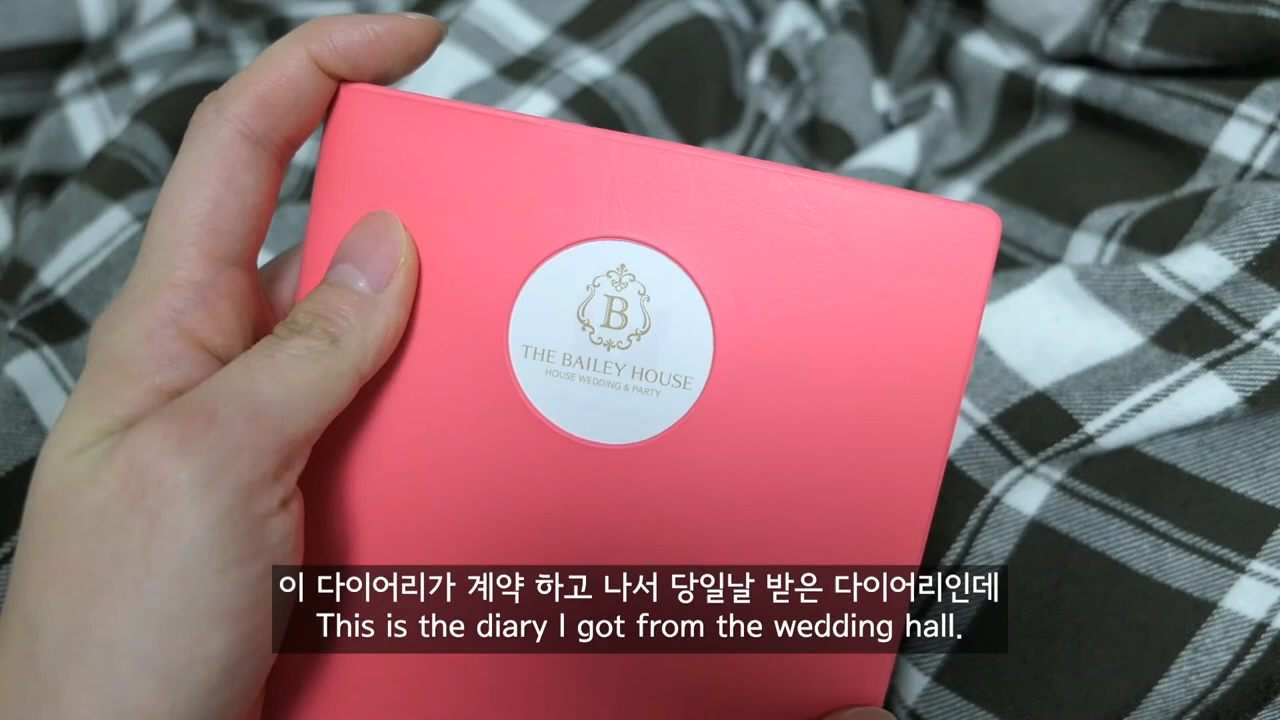 B
THE BAILEY HOUSE
HOUSE WEDDING & PARTY
이 다이어리가 계약 하고 나서 당일날 받은 다이어리인데
This is the diary I got from the wedding hall.